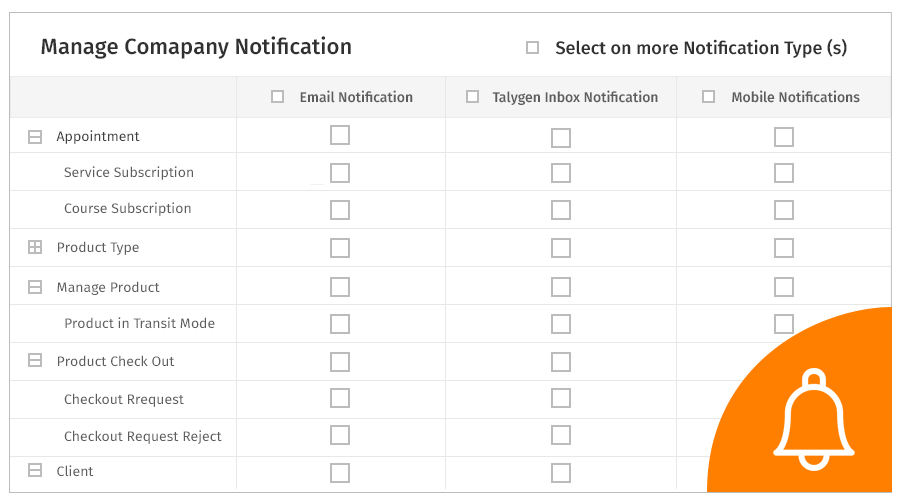 Manage Comapany Notification
Select on more Notification Type (s)
Email Notification
Talygen Inbox Notification
Mobile Notifications
Appointment
Service Subscription
Course Subscription
Product Type
Manage Product
Product in Transit Mode
Product Check Out
Checkout Rrequest
Checkout Request Reject
Client